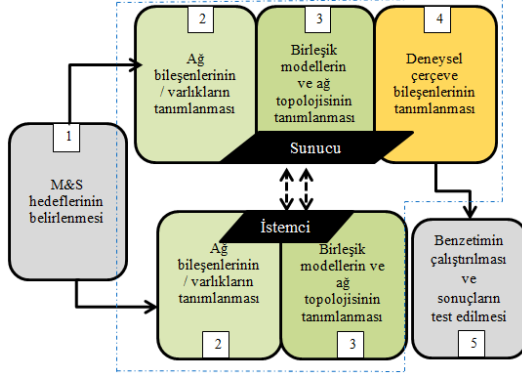 1
M&S
hedeflerinin
belirlenmesi
2
Ağ
bileşenlerinin
/ varlıkların
tanımlanması
3
Birleşik
modellerin
ve ağ
topolojisinin
tanımlanması
4
Deneysel
çerçeve
bileşenlerinin
tanımlanması
Sunucu
İstemci
Ağ
bileşenlerinin
/ varlıkların
tanımlanması
2
Birleşik
modellerin ve
ağ
topolojisinin
tanımlanması
3
Benzetimin
çalıştırılması
ve
sonuçların
test edilmesi
5